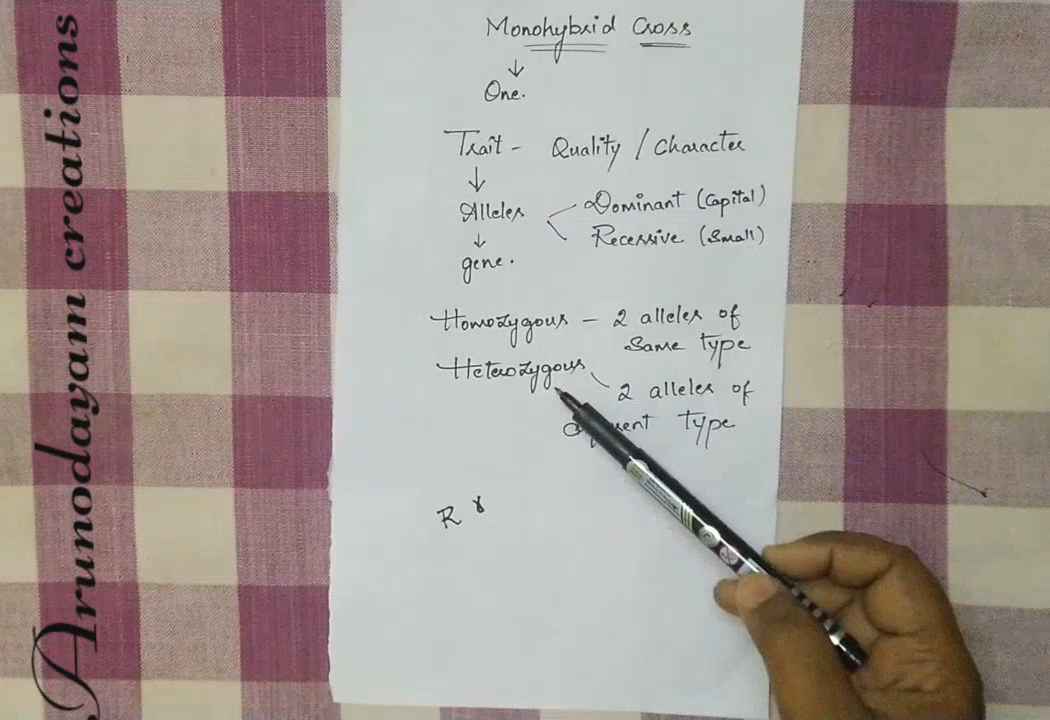 Monohybrid Cross
↓
One.
Trait - Quality / Character
↓
Alleles
Dominant (Capital)
Recessive (Small)
↓
gene.
Homozygous - 2 alleles of
Same type
Heterozygous
2 alleles of
type
R r
Arunodayam creations